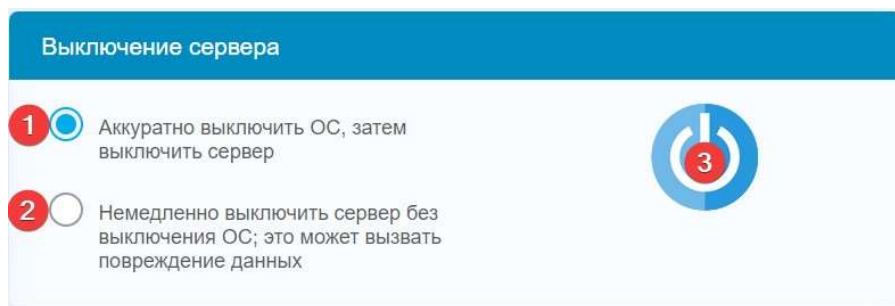 Выключение сервера
1
Аккуратно выключить ОС, затем
выключить сервер
3
2
Немедленно выключить сервер без
выключения ОС; это может вызвать
повреждение данных